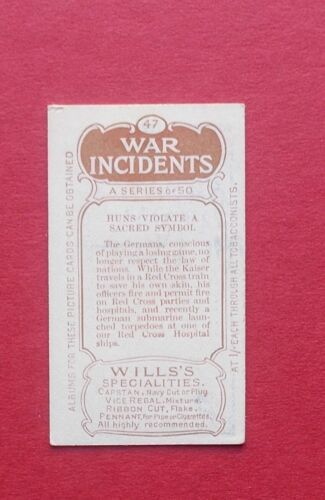 47
WAR
INCIDENTS
A SERIES OF 50
HUNS VIOLATE A
SACRED SYMBOL
The Germans, conscious
of playing a losing game, no
longer respect the law of
nations. While the Kaiser
travels in a Red Cross train
to save his own skin, his
officers fire and permit fire
on Red Cross parties and
hospitals, and recently a
German submarine laun-
ched torpedoes at one of
our Red Cross Hospital
ships.
WILLS'S
SPECIALITIES.
CAPSTAN, Navy Cut or Plug.
VICE REGAL, Mixture.
RIBBON CUT, Flake.
PENNANT, for Pipe or Cigarettes.
All highly recommended.
ALBUMS FOR THESE PICTURE CARDS CAN BE OBTAINED
AT 1/- EACH THROUGH ALL TOBACCONISTS.